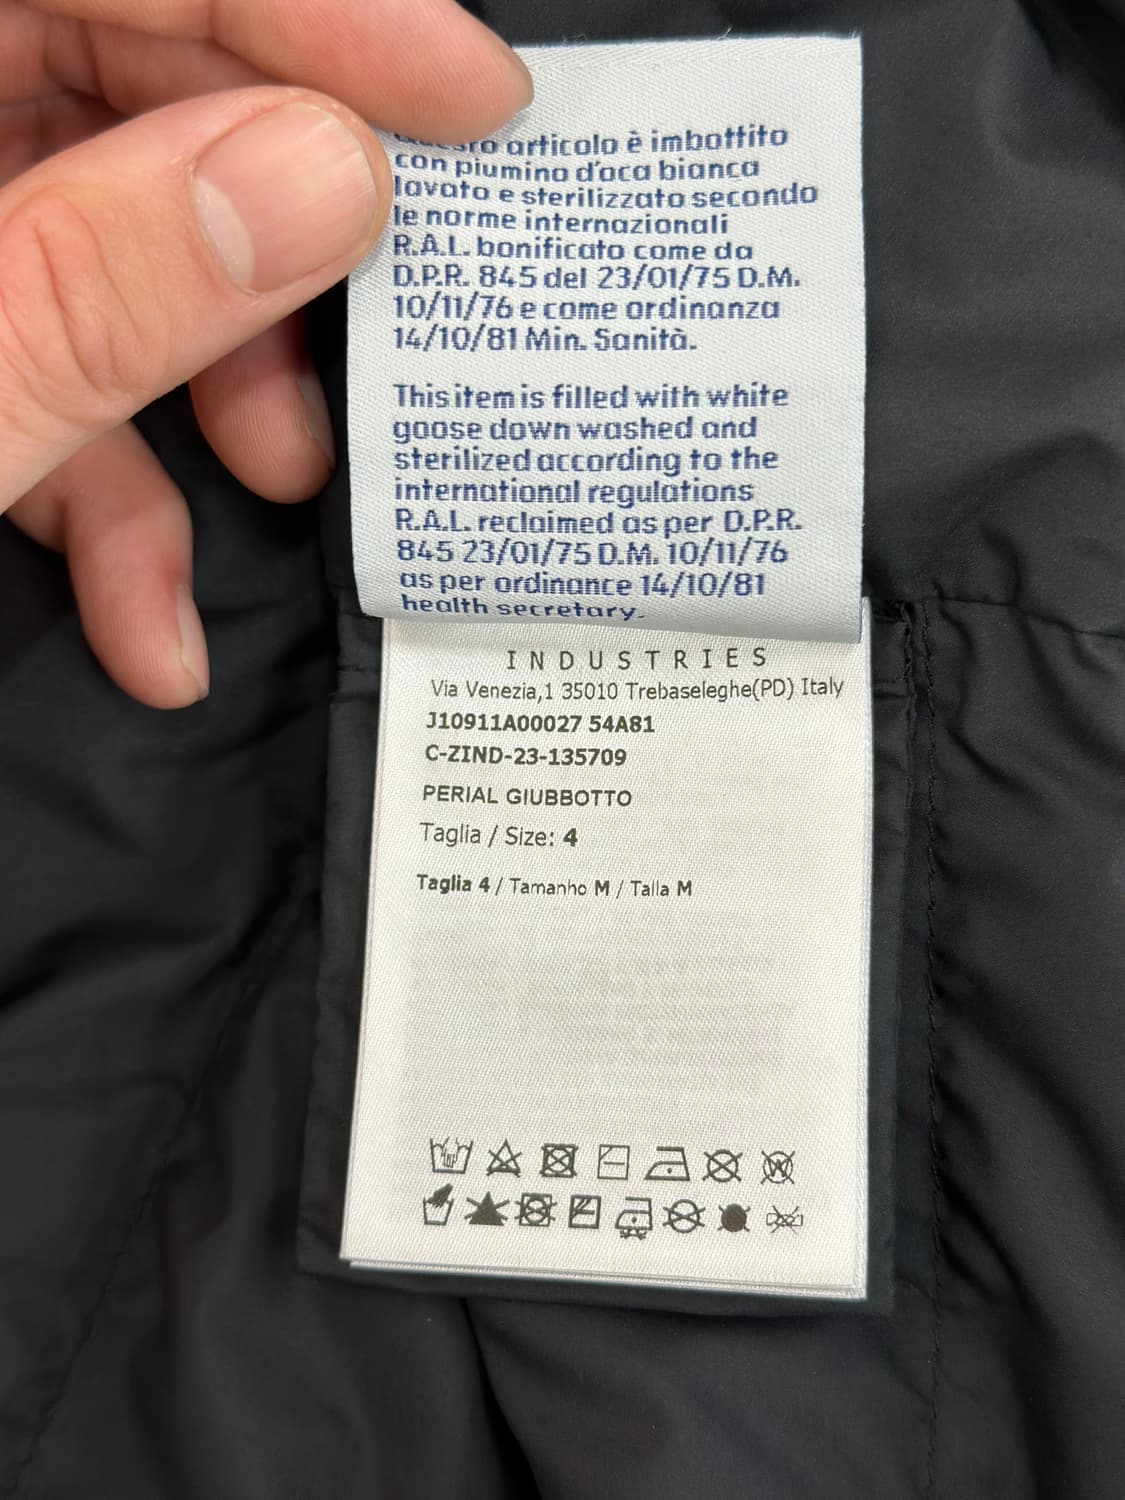 articolo è imbottito
con piumino d'oca bianca
lavato e sterilizzato secondo
le norme internazionali
R.A.L. bonificato come da
D.P.R. 845 del 23/01/75 D.M.
10/11/76 e come ordinanza
14/10/81 Min. Sanità.
This item is filled with white
goose down washed and
sterilized according to the
international regulations
R.A.L. reclaimed as per D.P.R.
845 23/01/75 D.M. 10/11/76
as per ordinance 14/10/81
health secretary.
INDUSTRIES
Via Venezia,1 35010 Trebaseleghe(PD) Italy
J10911A00027 54A81
C-ZIND-23-135709
PERIAL GIUBBOTTO
Taglia / Size: 4
Taglia 4 / Tamanho M / Talla M